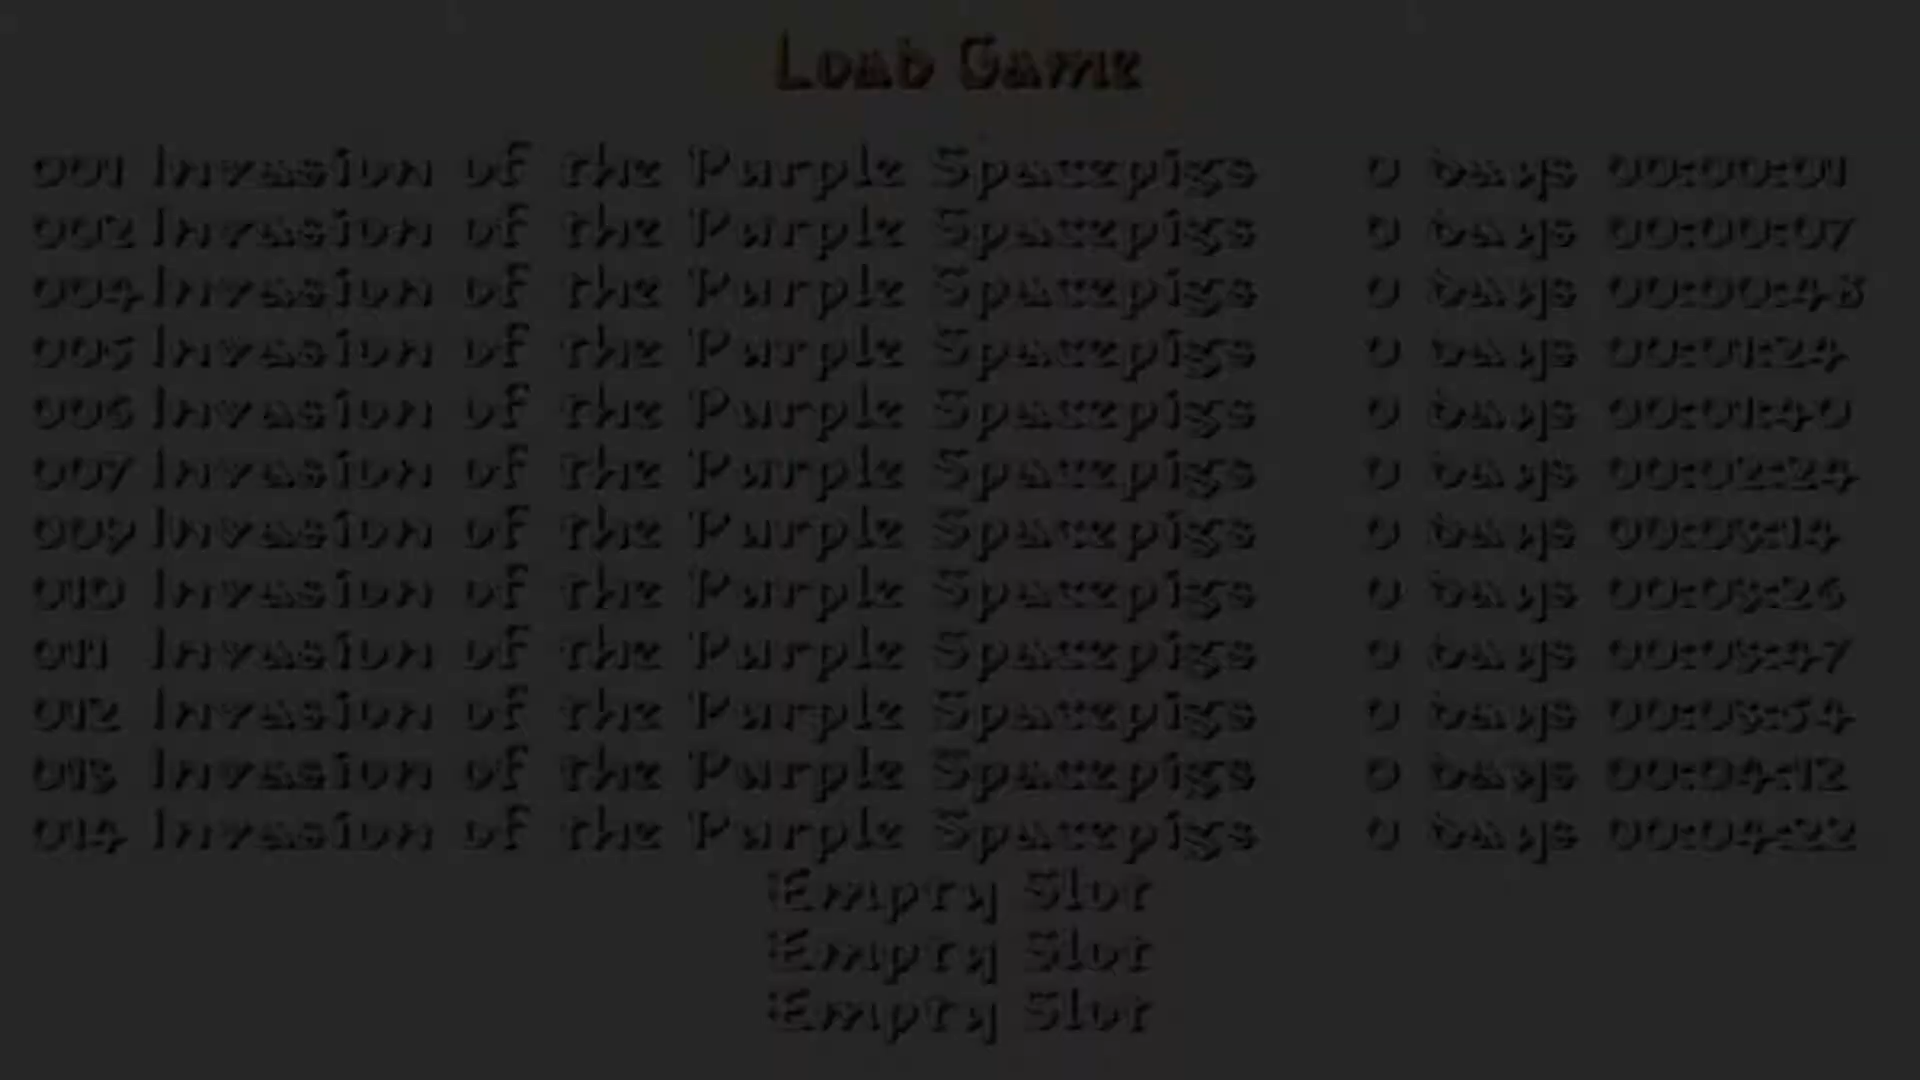 Load Game
001 Invasion of the Purple Spacepigs 0 days 00:00:01
002 Invasion of the Purple Spacepigs 0 days 00:00:07
004 Invasion of the Purple Spacepigs 0 days 00:00:48
005 Invasion of the Purple Spacepigs 0 days 00:01:24
006 Invasion of the Purple Spacepigs 0 days 00:01:40
007 Invasion of the Purple Spacepigs 0 days 00:02:24
009 Invasion of the Purple Spacepigs 0 days 00:03:14
010 Invasion of the Purple Spacepigs 0 days 00:03:26
011 Invasion of the Purple Spacepigs 0 days 00:03:47
012 Invasion of the Purple Spacepigs 0 days 00:03:54
013 Invasion of the Purple Spacepigs 0 days 00:04:12
014 Invasion of the Purple Spacepigs 0 days 00:04:22
Empty Slot
Empty Slot
Empty Slot